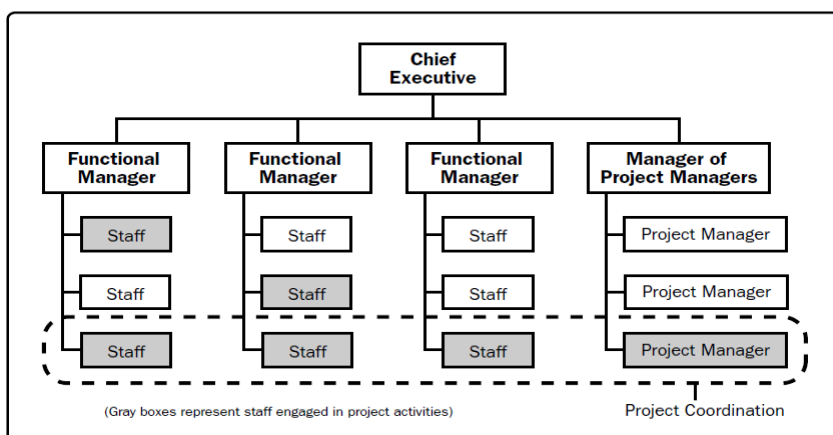 Chief
Executive
Functional
Manager
Functional
Manager
Functional
Manager
Manager of
Project Managers
Staff
Staff
Staff
Project Manager
Staff
Staff
Staff
Project Manager
Staff
Staff
Staff
Project Manager
(Gray boxes represent staff engaged in project activities)
Project Coordination